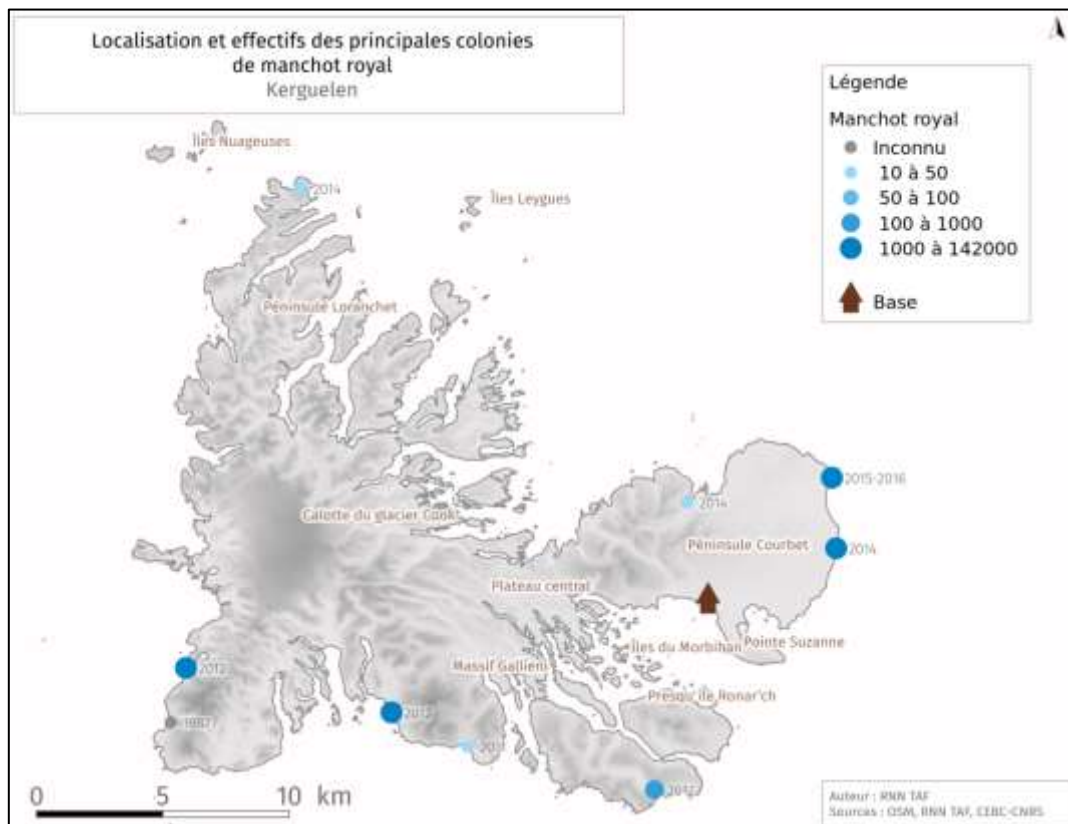 Localisation et effectifs des principales colonies
de manchot royal
Kerguelen
Légende
Manchot royal
Inconnu
10 à 50
50 à 100
100 à 1000
1000 à 142000
Base
Îles Nuageuses
2014
Îles Leygues
Péninsule Loranchet
2015-2016
2014
Calotte du glacier Cook
Péninsule Courbet
2014
Plateau central
Îles du Morbihan
Pointe Suzanne
Massif Gallieni
2012
Presqu'île Ronar'ch
1987
0 5 10 km
Auteur : RNN TAF
Sources : OSM, RNN TAF, CEBC-CNRS